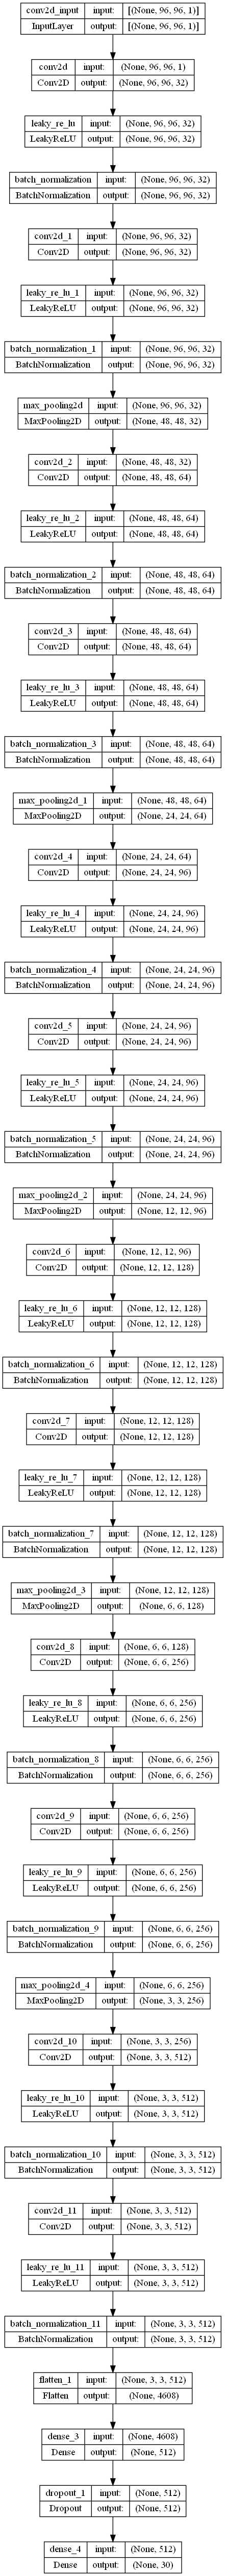 conv2d_input input: [(None, 96, 96, 1)]
InputLayer output: [(None, 96, 96, 1)]
conv2d input: (None, 96, 96, 1)
Conv2D output: (None, 96, 96, 32)
leaky_re_lu input: (None, 96, 96, 32)
LeakyReLU output: (None, 96, 96, 32)
batch_normalization input: (None, 96, 96, 32)
BatchNormalization output: (None, 96, 96, 32)
conv2d_1 input: (None, 96, 96, 32)
Conv2D output: (None, 96, 96, 32)
leaky_re_lu_1 input: (None, 96, 96, 32)
LeakyReLU output: (None, 96, 96, 32)
batch_normalization_1 input: (None, 96, 96, 32)
BatchNormalization output: (None, 96, 96, 32)
max_pooling2d input: (None, 96, 96, 32)
MaxPooling2D output: (None, 48, 48, 32)
conv2d_2 input: (None, 48, 48, 32)
Conv2D output: (None, 48, 48, 64)
leaky_re_lu_2 input: (None, 48, 48, 64)
LeakyReLU output: (None, 48, 48, 64)
batch_normalization_2 input: (None, 48, 48, 64)
BatchNormalization output: (None, 48, 48, 64)
conv2d_3 input: (None, 48, 48, 64)
Conv2D output: (None, 48, 48, 64)
leaky_re_lu_3 input: (None, 48, 48, 64)
LeakyReLU output: (None, 48, 48, 64)
batch_normalization_3 input: (None, 48, 48, 64)
BatchNormalization output: (None, 48, 48, 64)
max_pooling2d_1 input: (None, 48, 48, 64)
MaxPooling2D output: (None, 24, 24, 64)
conv2d_4 input: (None, 24, 24, 64)
Conv2D output: (None, 24, 24, 96)
leaky_re_lu_4 input: (None, 24, 24, 96)
LeakyReLU output: (None, 24, 24, 96)
batch_normalization_4 input: (None, 24, 24, 96)
BatchNormalization output: (None, 24, 24, 96)
conv2d_5 input: (None, 24, 24, 96)
Conv2D output: (None, 24, 24, 96)
leaky_re_lu_5 input: (None, 24, 24, 96)
LeakyReLU output: (None, 24, 24, 96)
batch_normalization_5 input: (None, 24, 24, 96)
BatchNormalization output: (None, 24, 24, 96)
max_pooling2d_2 input: (None, 24, 24, 96)
MaxPooling2D output: (None, 12, 12, 96)
conv2d_6 input: (None, 12, 12, 96)
Conv2D output: (None, 12, 12, 128)
leaky_re_lu_6 input: (None, 12, 12, 128)
LeakyReLU output: (None, 12, 12, 128)
batch_normalization_6 input: (None, 12, 12, 128)
BatchNormalization output: (None, 12, 12, 128)
conv2d_7 input: (None, 12, 12, 128)
Conv2D output: (None, 12, 12, 128)
leaky_re_lu_7 input: (None, 12, 12, 128)
LeakyReLU output: (None, 12, 12, 128)
batch_normalization_7 input: (None, 12, 12, 128)
BatchNormalization output: (None, 12, 12, 128)
max_pooling2d_3 input: (None, 12, 12, 128)
MaxPooling2D output: (None, 6, 6, 128)
conv2d_8 input: (None, 6, 6, 128)
Conv2D output: (None, 6, 6, 256)
leaky_re_lu_8 input: (None, 6, 6, 256)
LeakyReLU output: (None, 6, 6, 256)
batch_normalization_8 input: (None, 6, 6, 256)
BatchNormalization output: (None, 6, 6, 256)
conv2d_9 input: (None, 6, 6, 256)
Conv2D output: (None, 6, 6, 256)
leaky_re_lu_9 input: (None, 6, 6, 256)
LeakyReLU output: (None, 6, 6, 256)
batch_normalization_9 input: (None, 6, 6, 256)
BatchNormalization output: (None, 6, 6, 256)
max_pooling2d_4 input: (None, 6, 6, 256)
MaxPooling2D output: (None, 3, 3, 256)
conv2d_10 input: (None, 3, 3, 256)
Conv2D output: (None, 3, 3, 512)
leaky_re_lu_10 input: (None, 3, 3, 512)
LeakyReLU output: (None, 3, 3, 512)
batch_normalization_10 input: (None, 3, 3, 512)
BatchNormalization output: (None, 3, 3, 512)
conv2d_11 input: (None, 3, 3, 512)
Conv2D output: (None, 3, 3, 512)
leaky_re_lu_11 input: (None, 3, 3, 512)
LeakyReLU output: (None, 3, 3, 512)
batch_normalization_11 input: (None, 3, 3, 512)
BatchNormalization output: (None, 3, 3, 512)
flatten_1 input: (None, 3, 3, 512)
Flatten output: (None, 4608)
dense_3 input: (None, 4608)
Dense output: (None, 512)
dropout_1 input: (None, 512)
Dropout output: (None, 512)
dense_4 input: (None, 512)
Dense output: (None, 30)